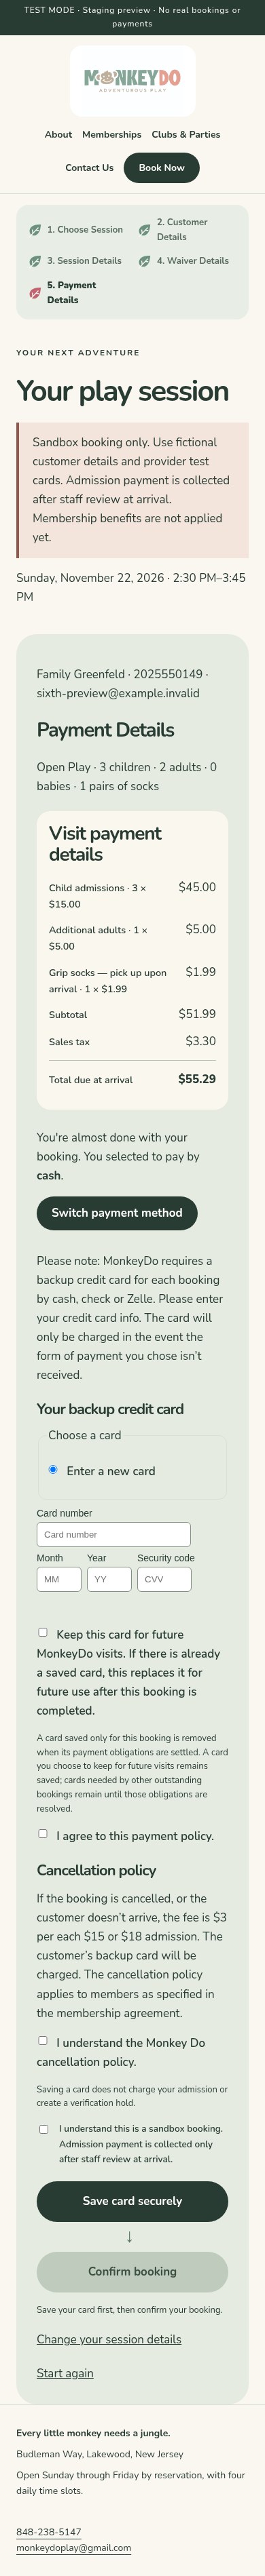 TEST MODE · Staging preview · No real bookings or
payments
MONKEYDO
ADVENTUROUS PLAY
About Memberships Clubs & Parties
Contact Us Book Now
1. Choose Session
2. Customer
Details
3. Session Details
4. Waiver Details
5. Payment
Details
YOUR NEXT ADVENTURE
Your play session
Sandbox booking only. Use fictional
customer details and provider test
cards. Admission payment is collected
after staff review at arrival.
Membership benefits are not applied
yet.
Sunday, November 22, 2026 · 2:30 PM–3:45
PM
Family Greenfeld · 2025550149 ·
sixth-preview@example.invalid
Payment Details
Open Play · 3 children · 2 adults · 0
babies · 1 pairs of socks
Visit payment
details
Child admissions · 3 × $45.00
$15.00
Additional adults · 1 × $5.00
$5.00
Grip socks — pick up upon $1.99
arrival · 1 × $1.99
Subtotal $51.99
Sales tax $3.30
Total due at arrival $55.29
You're almost done with your
booking. You selected to pay by
cash.
Switch payment method
Please note: MonkeyDo requires a
backup credit card for each booking
by cash, check or Zelle. Please enter
your credit card info. The card will
only be charged in the event the
form of payment you chose isn't
received.
Your backup credit card
Choose a card
Enter a new card
Card number
Card number
Month Year Security code
MM YY CVV
Keep this card for future
MonkeyDo visits. If there is already
a saved card, this replaces it for
future use after this booking is
completed.
A card saved only for this booking is removed
when its payment obligations are settled. A card
you choose to keep for future visits remains
saved; cards needed by other outstanding
bookings remain until those obligations are
resolved.
I agree to this payment policy.
Cancellation policy
If the booking is cancelled, or the
customer doesn't arrive, the fee is $3
per each $15 or $18 admission. The
customer's backup card will be
charged. The cancellation policy
applies to members as specified in
the membership agreement.
I understand the Monkey Do
cancellation policy.
Saving a card does not charge your admission or
create a verification hold.
I understand this is a sandbox booking.
Admission payment is collected only
after staff review at arrival.
Save card securely
↓
Confirm booking
Save your card first, then confirm your booking.
Change your session details
Start again
Every little monkey needs a jungle.
Budleman Way, Lakewood, New Jersey
Open Sunday through Friday by reservation, with four
daily time slots.
848-238-5147
monkeydoplay@gmail.com